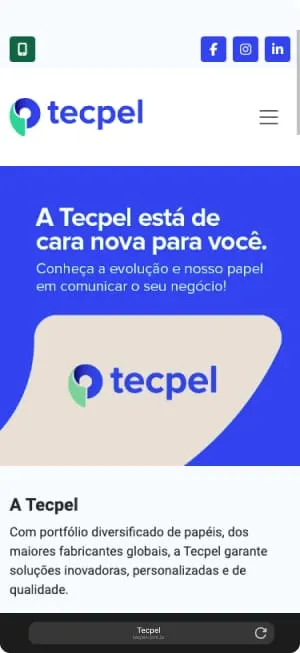 tecpel
A Tecpel está de
cara nova para você.
Conheça a evolução e nosso papel
em comunicar o seu negócio!
tecpel
A Tecpel
Com portfólio diversificado de papéis, dos
maiores fabricantes globais, a Tecpel garante
soluções inovadoras, personalizadas e de
qualidade.
Tecpel